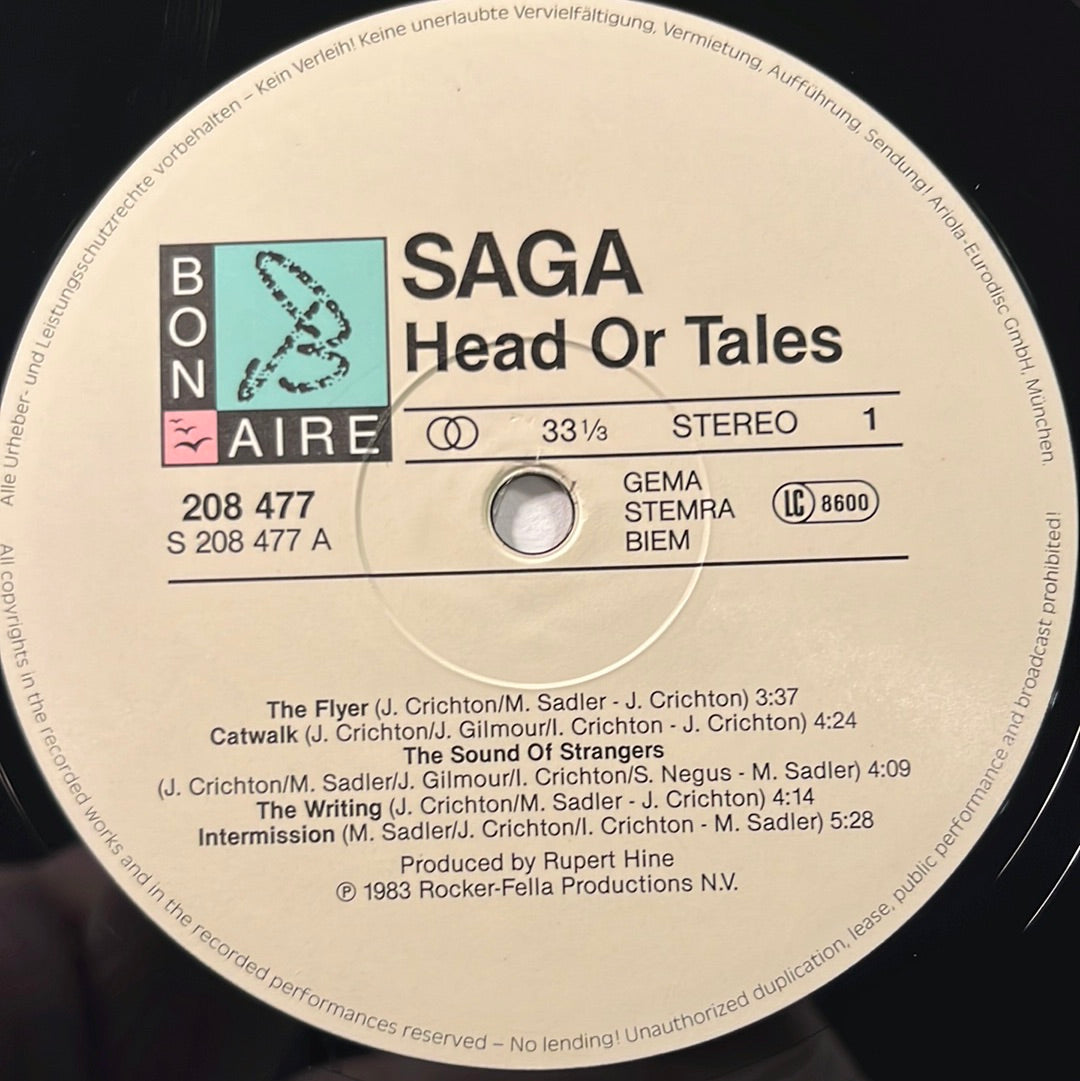 Alle Urheber- und Leistungsschutzrechte vorbehalten – Kein Verleih! Keine unerlaubte Vervielfältigung, Vermietung, Aufführung, Sendung! Ariola-Eurodisc GmbH, München.
BON
AIRE
SAGA
Head Or Tales
33 1/3 STEREO 1
208 477
S 208 477 A
GEMA
STEMRA
BIEM
LC 8600
The Flyer (J. Crichton/M. Sadler - J. Crichton) 3:37
Catwalk (J. Crichton/J. Gilmour/I. Crichton - J. Crichton) 4:24
The Sound Of Strangers
(J. Crichton/M. Sadler/J. Gilmour/I. Crichton/S. Negus - M. Sadler) 4:09
The Writing (J. Crichton/M. Sadler - J. Crichton) 4:14
Intermission (M. Sadler/J. Crichton/I. Crichton - M. Sadler) 5:28
Produced by Rupert Hine
℗ 1983 Rocker-Fella Productions N.V.
All copyrights in the recorded works and in the recorded performances reserved – No lending! Unauthorized duplication, lease, public performance and broadcast prohibited!